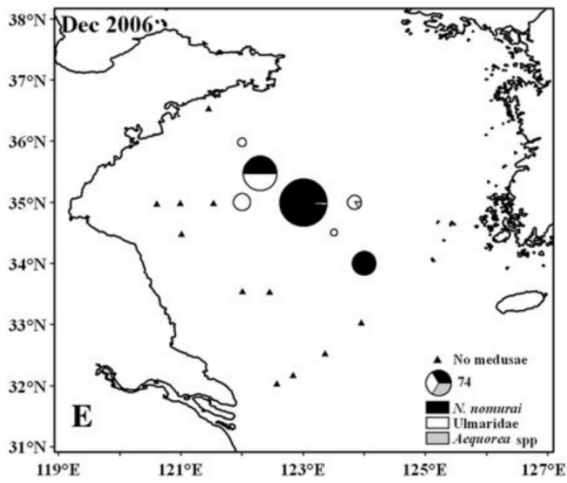 Dec 2006
38°N
37°N
36°N
35°N
34°N
33°N
32°N
31°N
E
No medusae
74
N. nomurai
Ulmaridae
Aequorea spp
119°E
121°E
123°E
125°E
127°E